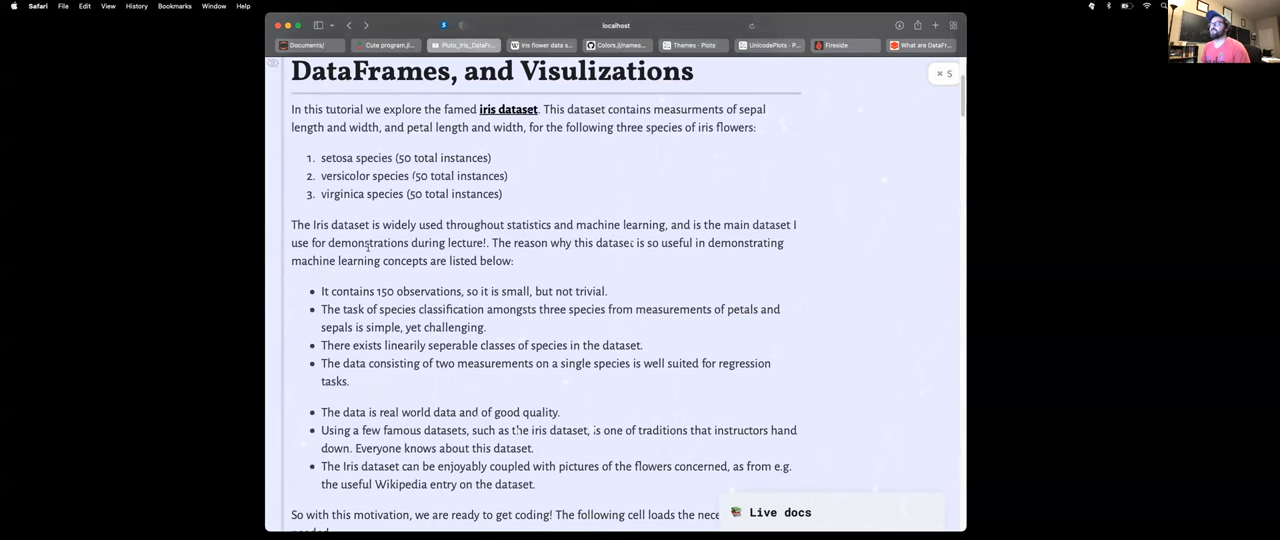 Safari File Edit View History Bookmarks Window Help
localhost
Documents/ Cute program.jl... Pluto_Iris_DataFr... Iris flower data s... Colors.jl/names... Themes · Plots UnicodePlots · P... Fireside What are DataFr...
DataFrames, and Visulizations
⌘ S
In this tutorial we explore the famed iris dataset. This dataset contains measurments of sepal
length and width, and petal length and width, for the following three species of iris flowers:
1. setosa species (50 total instances)
2. versicolor species (50 total instances)
3. virginica species (50 total instances)
The Iris dataset is widely used throughout statistics and machine learning, and is the main dataset I
use for demonstrations during lecture!. The reason why this dataset is so useful in demonstrating
machine learning concepts are listed below:
• It contains 150 observations, so it is small, but not trivial.
• The task of species classification amongsts three species from measurements of petals and
sepals is simple, yet challenging.
• There exists linearily seperable classes of species in the dataset.
• The data consisting of two measurements on a single species is well suited for regression
tasks.
• The data is real world data and of good quality.
• Using a few famous datasets, such as the iris dataset, is one of traditions that instructors hand
down. Everyone knows about this dataset.
• The Iris dataset can be enjoyably coupled with pictures of the flowers concerned, as from e.g.
the useful Wikipedia entry on the dataset.
So with this motivation, we are ready to get coding! The following cell loads the nece
Live docs